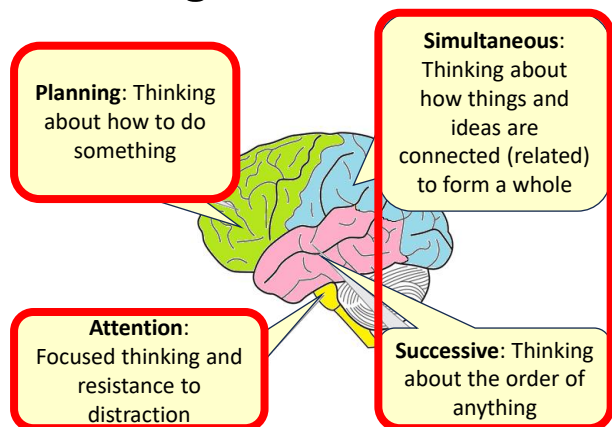 Planning: Thinking
about how to do
something
Simultaneous:
Thinking about
how things and
ideas are
connected (related)
to form a whole
Attention:
Focused thinking and
resistance to
distraction
Successive: Thinking
about the order of
anything